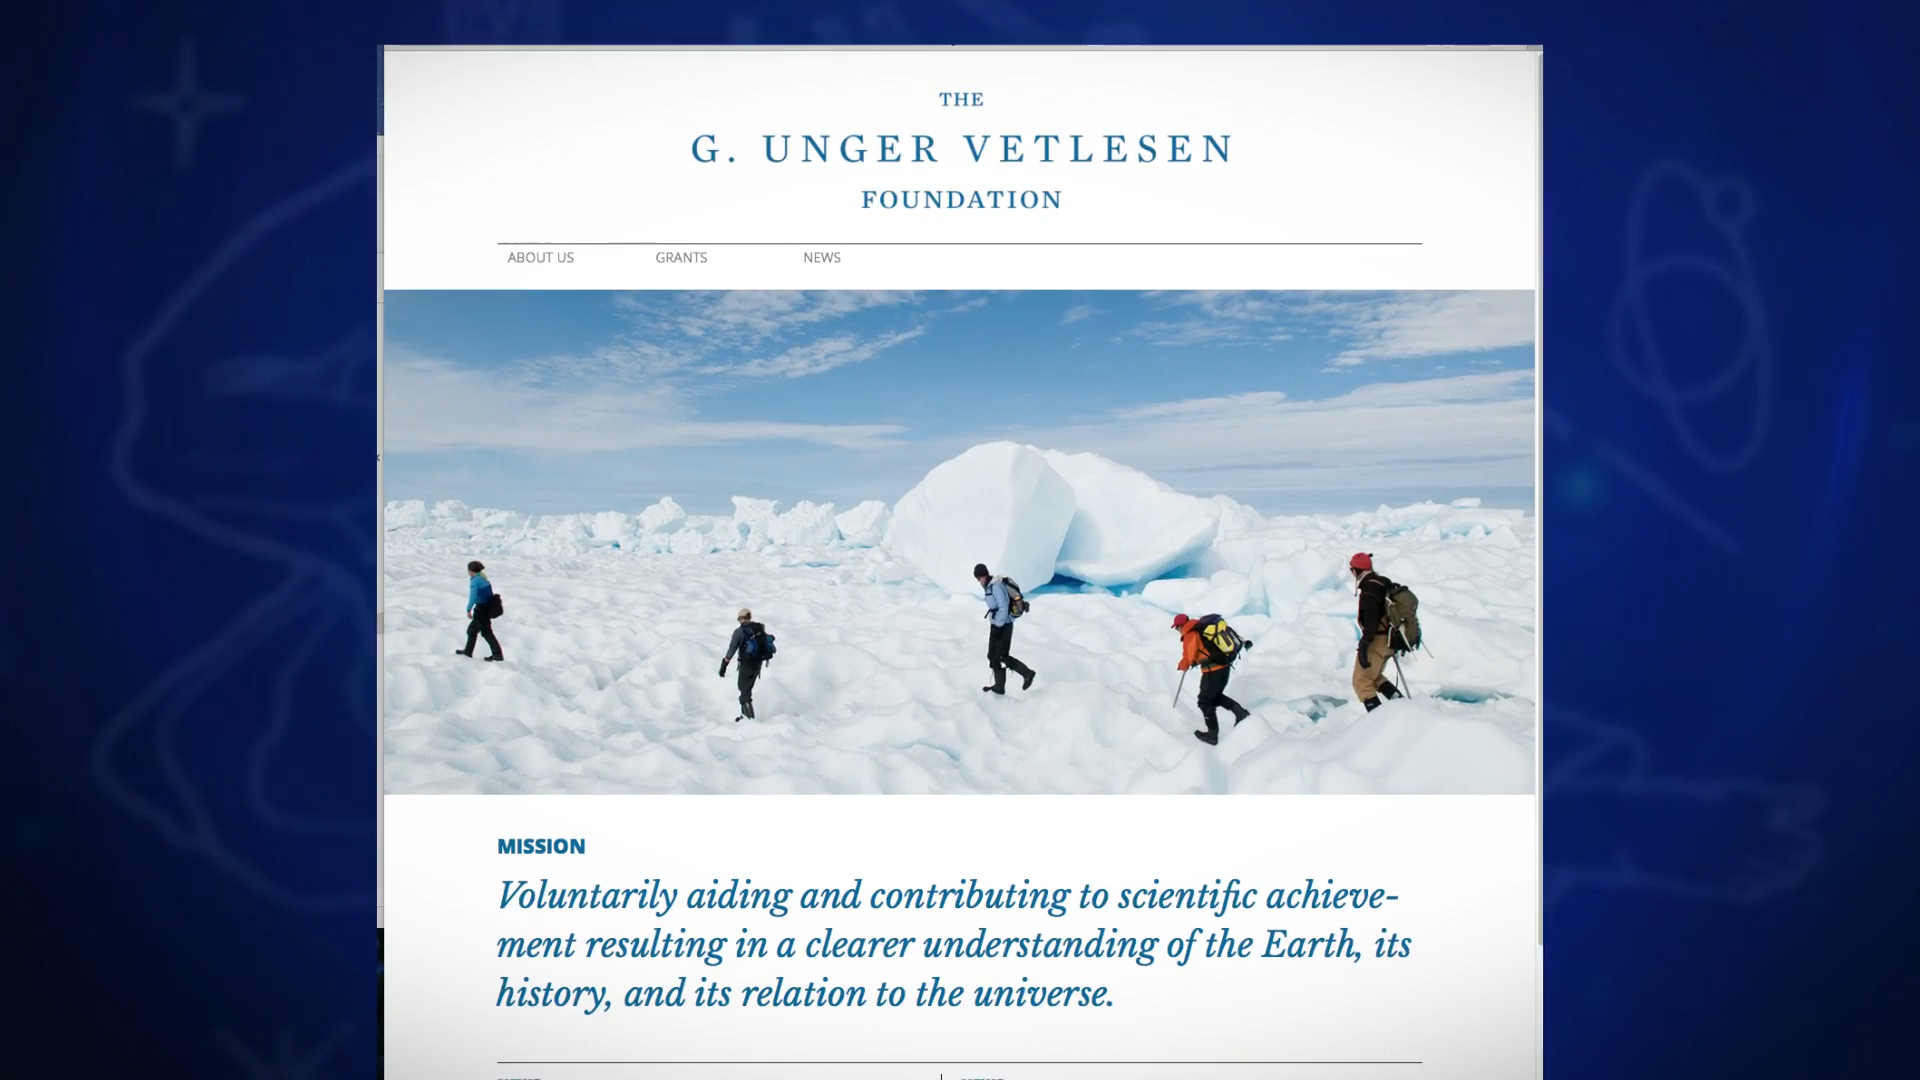 THE
G. UNGER VETLESEN
FOUNDATION
ABOUT US GRANTS NEWS
MISSION
Voluntarily aiding and contributing to scientific achieve-
ment resulting in a clearer understanding of the Earth, its
history, and its relation to the universe.